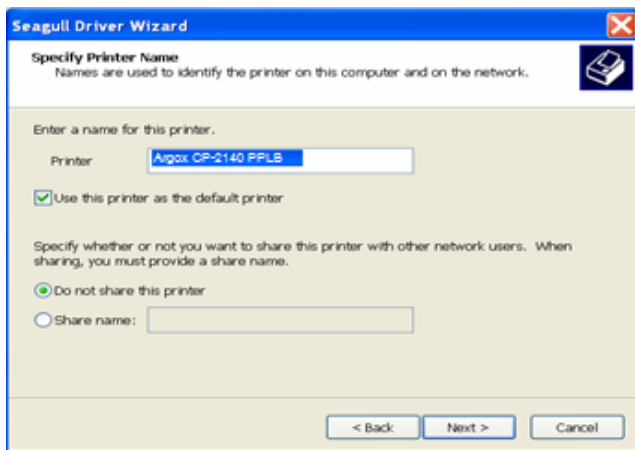 Seagull Driver Wizard
Specify Printer Name
Names are used to identify the printer on this computer and on the network.
Enter a name for this printer.
Printer
Argox CP-2140 PPLB
Use this printer as the default printer
Specify whether or not you want to share this printer with other network users. When
sharing, you must provide a share name.
Do not share this printer
Share name:
< Back
Next >
Cancel